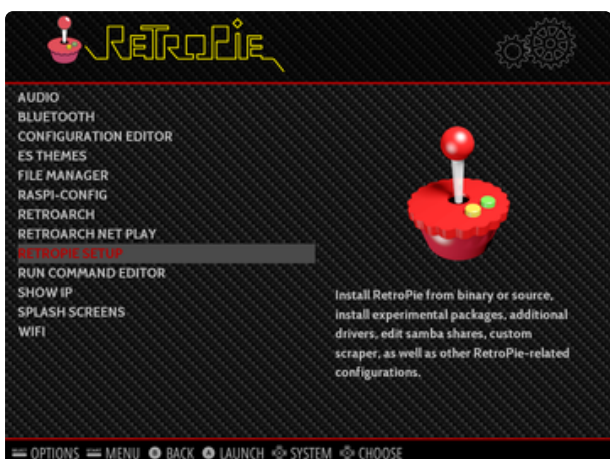 RETROPIE
AUDIO
BLUETOOTH
CONFIGURATION EDITOR
ES THEMES
FILE MANAGER
RASPI-CONFIG
RETROARCH
RETROARCH NET PLAY
RETROPIE SETUP
RUN COMMAND EDITOR
SHOW IP
SPLASH SCREENS
WIFI
Install RetroPie from binary or source,
install experimental packages, additional
drivers, edit samba shares, custom
scraper, as well as other RetroPie-related
configurations.
OPTIONS MENU BACK A LAUNCH SYSTEM CHOOSE